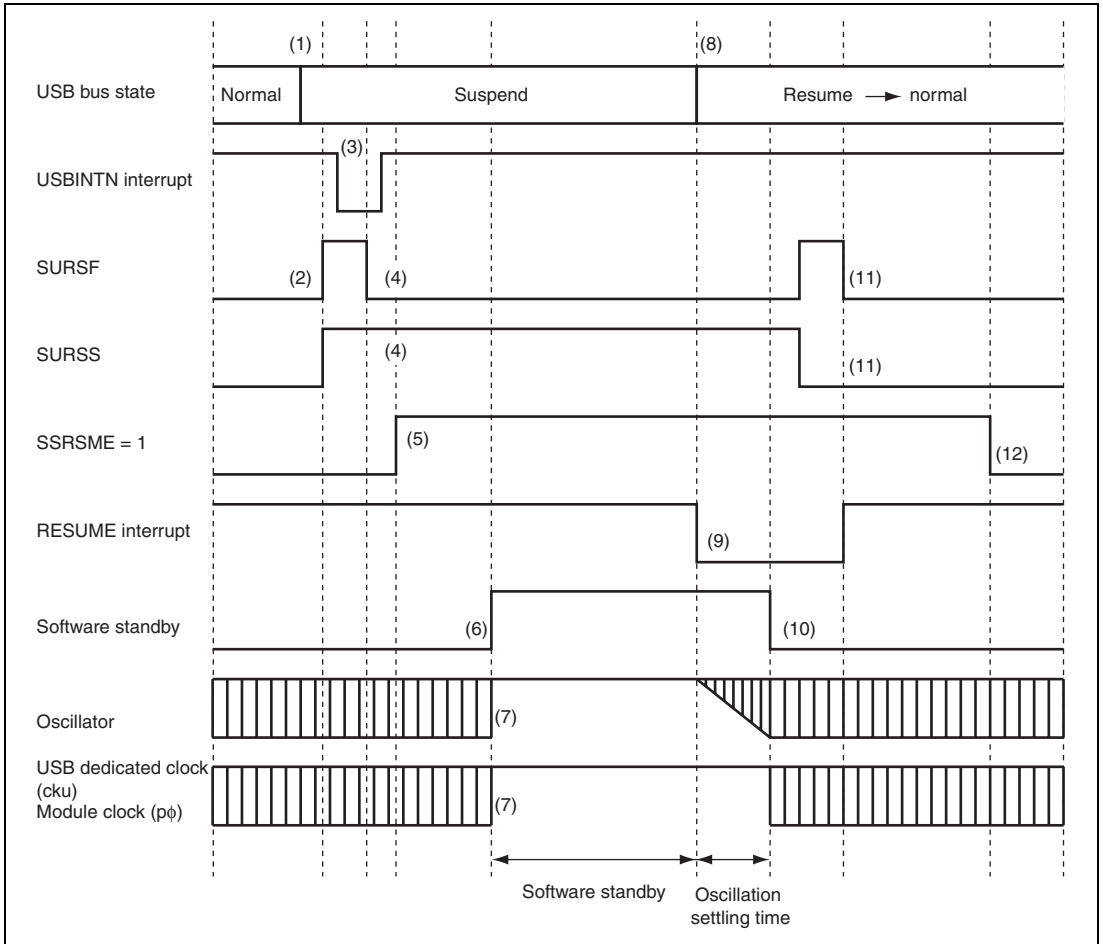 (1)
(8)
USB bus state
Normal
Suspend
Resume → normal
(3)
USBINTN interrupt
SURSF
(2)
(4)
(11)
SURSS
(4)
(11)
SSRSME = 1
(5)
(12)
RESUME interrupt
(9)
Software standby
(6)
(10)
Oscillator
(7)
USB dedicated clock
(cku)
Module clock (pϕ)
(7)
Software standby
Oscillation
settling time